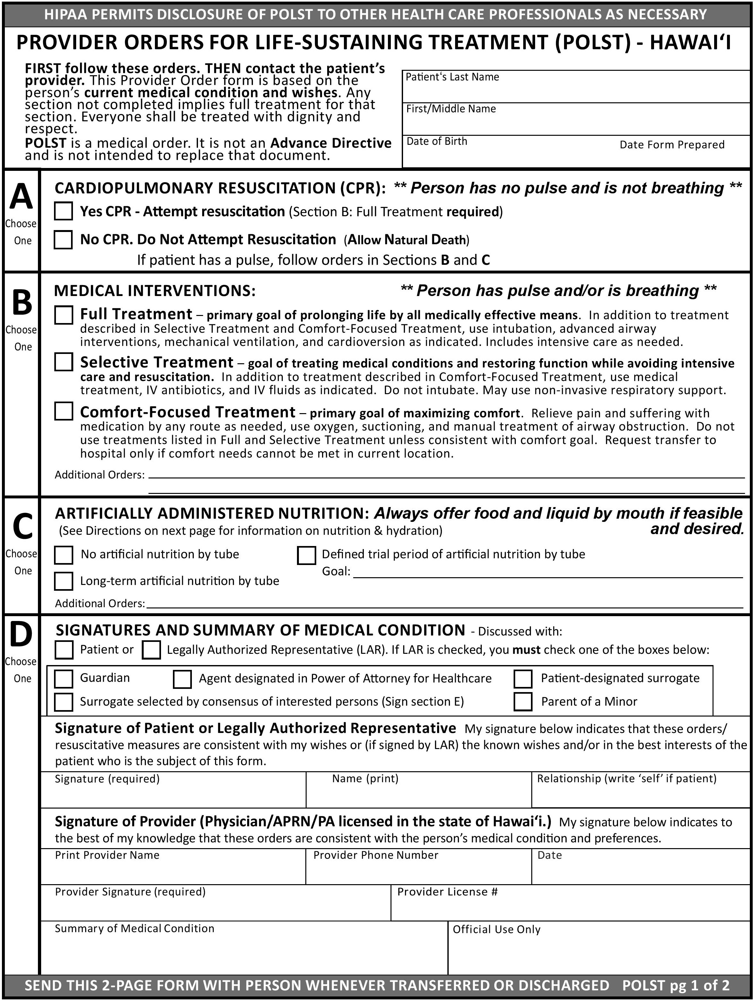 HIPAA PERMITS DISCLOSURE OF POLST TO OTHER HEALTH CARE PROFESSIONALS AS NECESSARY
PROVIDER ORDERS FOR LIFE-SUSTAINING TREATMENT (POLST) - HAWAI‘I
FIRST follow these orders. THEN contact the patient’s
provider. This Provider Order form is based on the
person’s current medical condition and wishes. Any
section not completed implies full treatment for that
section. Everyone shall be treated with dignity and
respect.
POLST is a medical order. It is not an Advance Directive
and is not intended to replace that document.
Patient‘s Last Name
First/Middle Name
Date of Birth Date Form Prepared
A
Choose
One
CARDIOPULMONARY RESUSCITATION (CPR): ** Person has no pulse and is not breathing **
Yes CPR - Attempt resuscitation (Section B: Full Treatment required)
No CPR. Do Not Attempt Resuscitation (Allow Natural Death)
If patient has a pulse, follow orders in Sections B and C
B
Choose
One
MEDICAL INTERVENTIONS: ** Person has pulse and/or is breathing **
Full Treatment – primary goal of prolonging life by all medically effective means. In addition to treatment
described in Selective Treatment and Comfort-Focused Treatment, use intubation, advanced airway
interventions, mechanical ventilation, and cardioversion as indicated. Includes intensive care as needed.
Selective Treatment – goal of treating medical conditions and restoring function while avoiding intensive
care and resuscitation. In addition to treatment described in Comfort-Focused Treatment, use medical
treatment, IV antibiotics, and IV fluids as indicated. Do not intubate. May use non-invasive respiratory support.
Comfort-Focused Treatment – primary goal of maximizing comfort. Relieve pain and suffering with
medication by any route as needed, use oxygen, suctioning, and manual treatment of airway obstruction. Do not
use treatments listed in Full and Selective Treatment unless consistent with comfort goal. Request transfer to
hospital only if comfort needs cannot be met in current location.
Additional Orders:
C
Choose
One
ARTIFICIALLY ADMINISTERED NUTRITION: Always offer food and liquid by mouth if feasible
(See Directions on next page for information on nutrition & hydration) and desired.
No artificial nutrition by tube
Defined trial period of artificial nutrition by tube
Goal:
Long-term artificial nutrition by tube
Additional Orders:
D
Choose
One
SIGNATURES AND SUMMARY OF MEDICAL CONDITION - Discussed with:
Patient or Legally Authorized Representative (LAR). If LAR is checked, you must check one of the boxes below:
Guardian Agent designated in Power of Attorney for Healthcare Patient-designated surrogate
Surrogate selected by consensus of interested persons (Sign section E) Parent of a Minor
Signature of Patient or Legally Authorized Representative My signature below indicates that these orders/
resuscitative measures are consistent with my wishes or (if signed by LAR) the known wishes and/or in the best interests of the
patient who is the subject of this form.
Signature (required) Name (print) Relationship (write ‘self’ if patient)
Signature of Provider (Physician/APRN/PA licensed in the state of Hawai‘i.) My signature below indicates to
the best of my knowledge that these orders are consistent with the person’s medical condition and preferences.
Print Provider Name Provider Phone Number Date
Provider Signature (required) Provider License #
Summary of Medical Condition Official Use Only
SEND THIS 2-PAGE FORM WITH PERSON WHENEVER TRANSFERRED OR DISCHARGED POLST pg 1 of 2